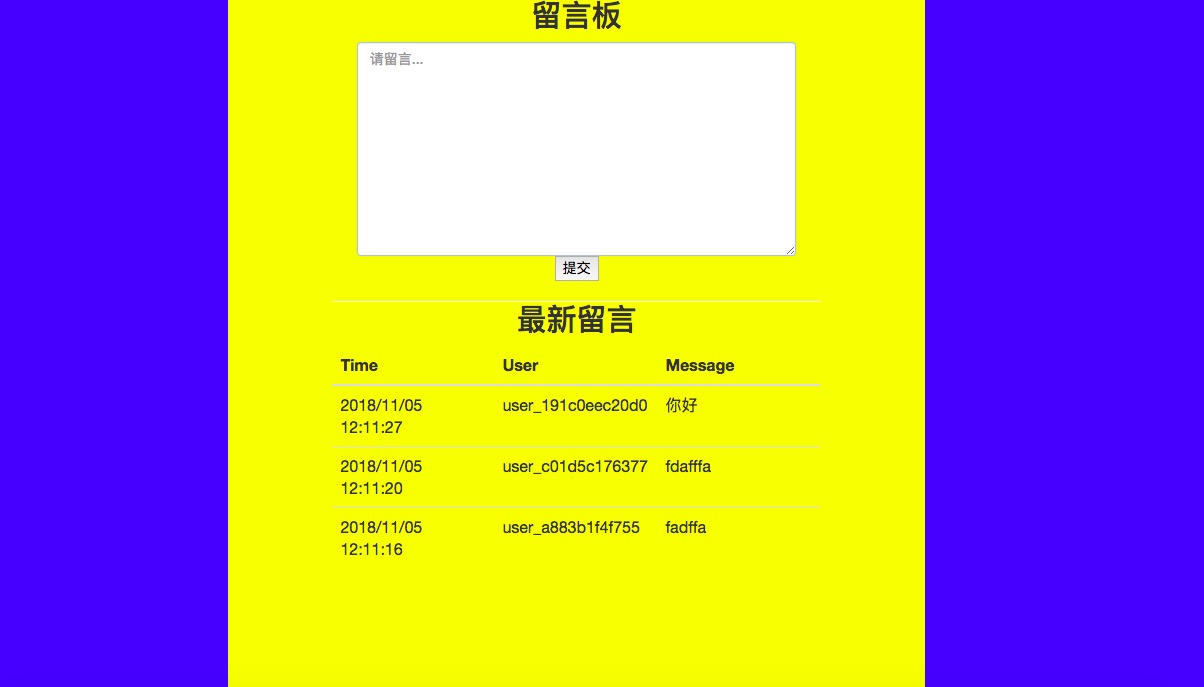 留言板
请留言...
提交
最新留言
Time User Message
2018/11/05 user_191c0eec20d0 你好
12:11:27
2018/11/05 user_c01d5c176377 fdafffa
12:11:20
2018/11/05 user_a883b1f4f755 fadffa
12:11:16